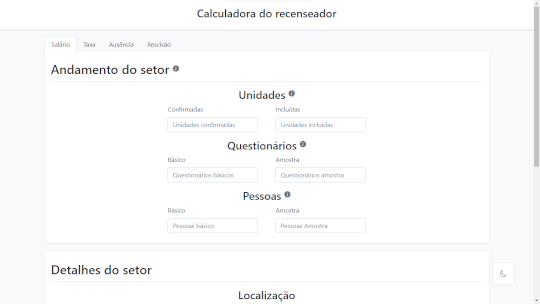 Calculadora do recenseador
Salário Taxa Ausência Rescisão
Andamento do setor
Unidades
Confirmadas Incluídas
Unidades confirmadas Unidades incluídas
Questionários
Básico Amostra
Questionários básicos Questionários amostra
Pessoas
Básico Amostra
Pessoas básico Pessoas Amostra
Detalhes do setor
Localização